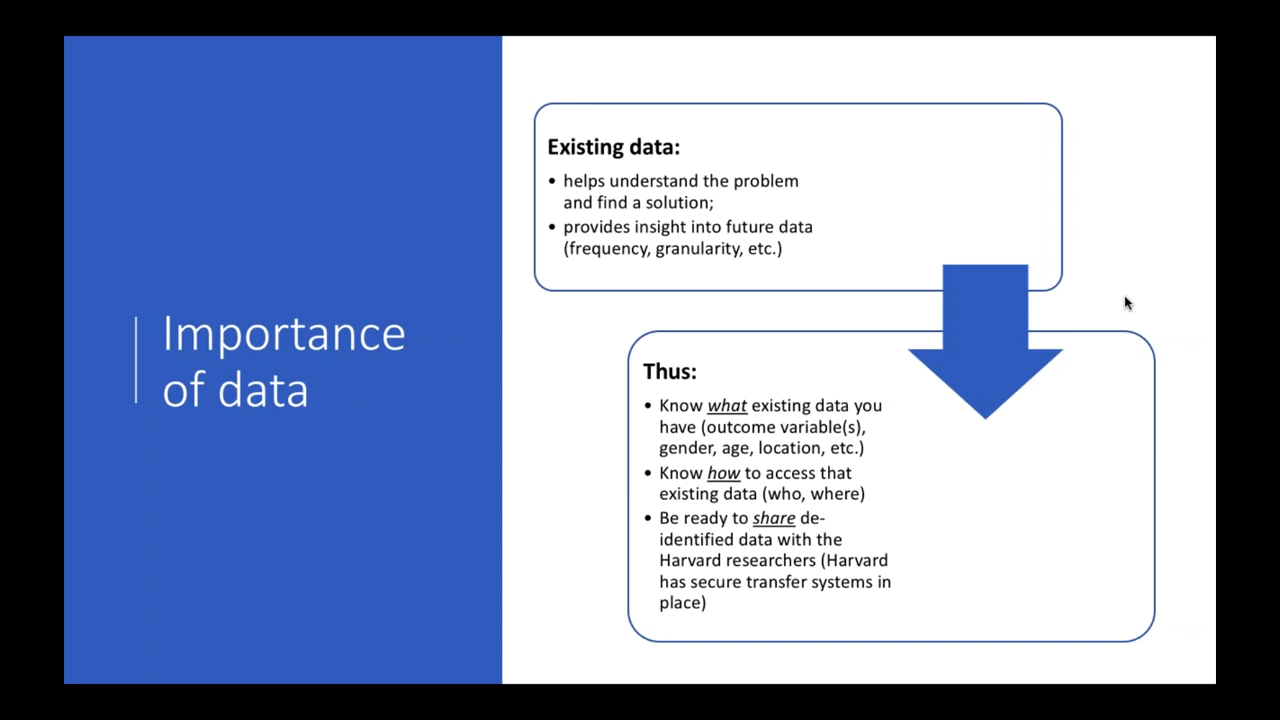 Importance
of data
Existing data:
• helps understand the problem
and find a solution;
• provides insight into future data
(frequency, granularity, etc.)
Thus:
• Know what existing data you
have (outcome variable(s),
gender, age, location, etc.)
• Know how to access that
existing data (who, where)
• Be ready to share de-
identified data with the
Harvard researchers (Harvard
has secure transfer systems in
place)